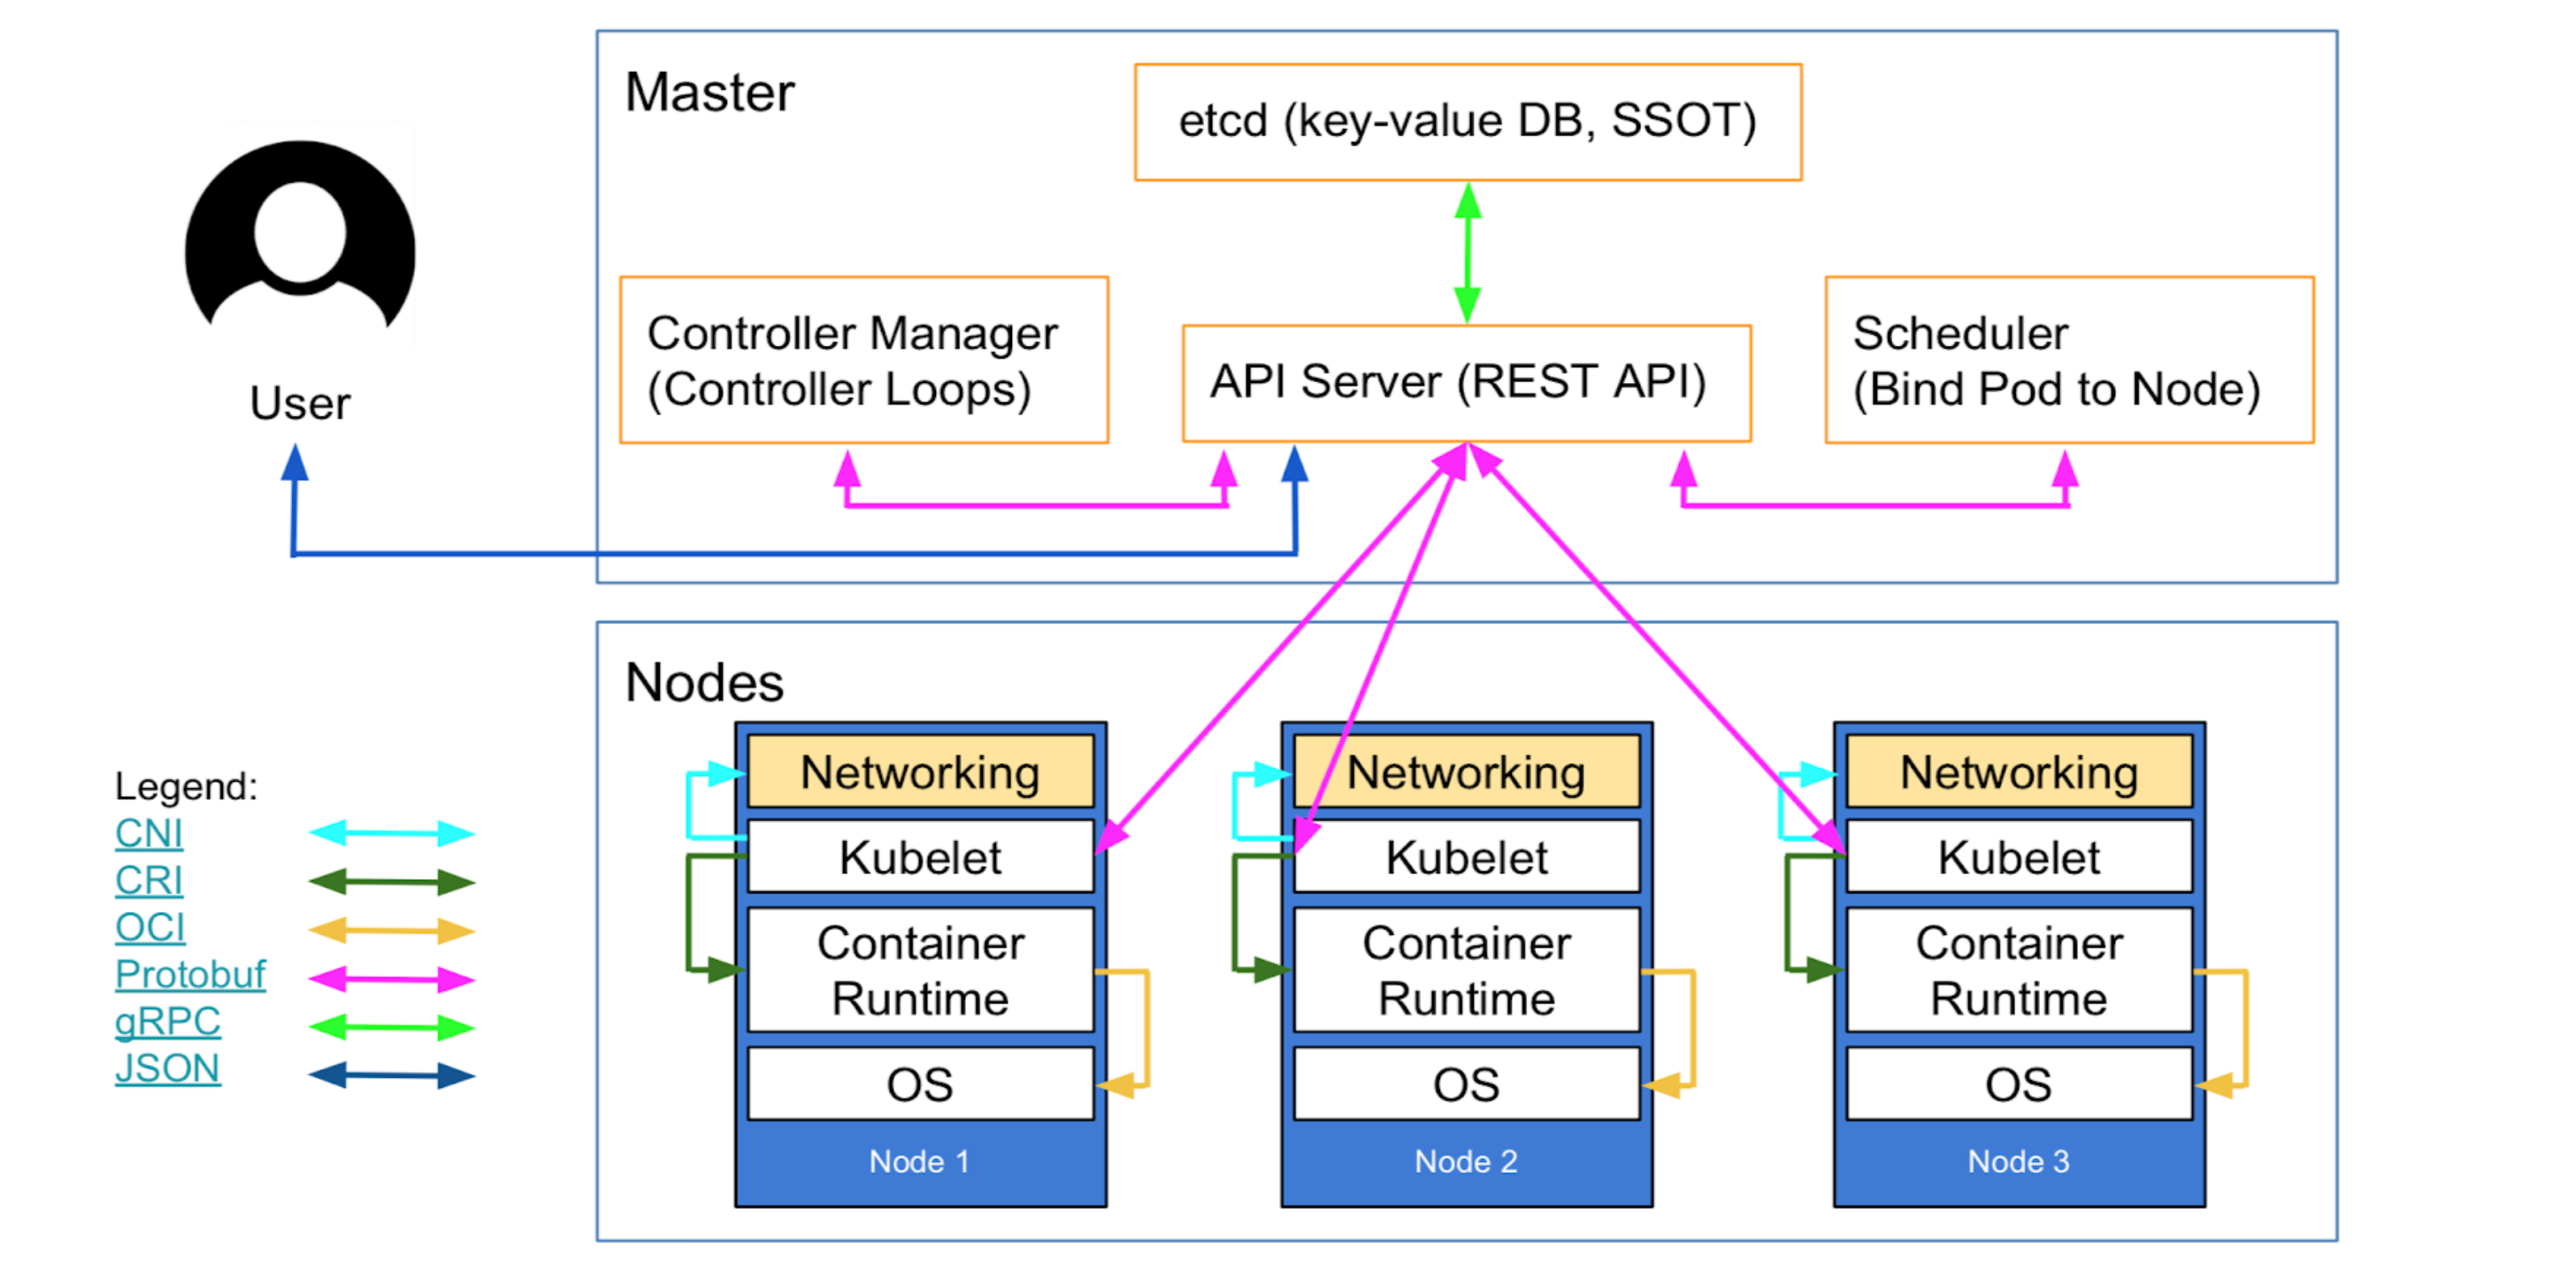 Master
etcd (key-value DB, SSOT)
Controller Manager
(Controller Loops)
API Server (REST API)
Scheduler
(Bind Pod to Node)
User
Nodes
Networking
Kubelet
Container
Runtime
OS
Node 1
Networking
Kubelet
Container
Runtime
OS
Node 2
Networking
Kubelet
Container
Runtime
OS
Node 3
Legend:
CNI
CRI
OCI
Protobuf
gRPC
JSON